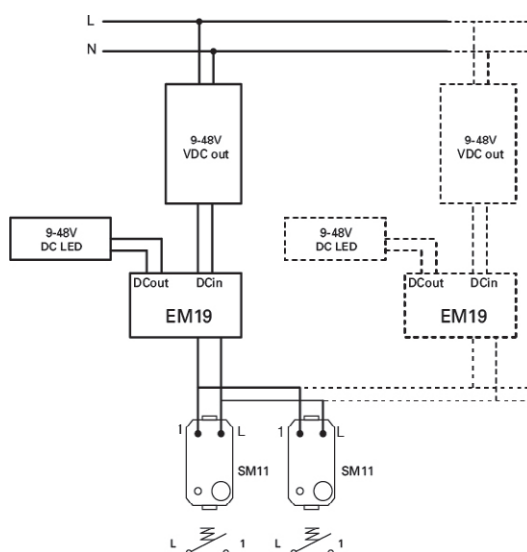 L
N
9-48V
VDC out
9-48V
VDC out
9-48V
DC LED
9-48V
DC LED
DCout DCin
EM19
DCout DCin
EM19
1 L
1 L
SM11
SM11
L 1
L 1